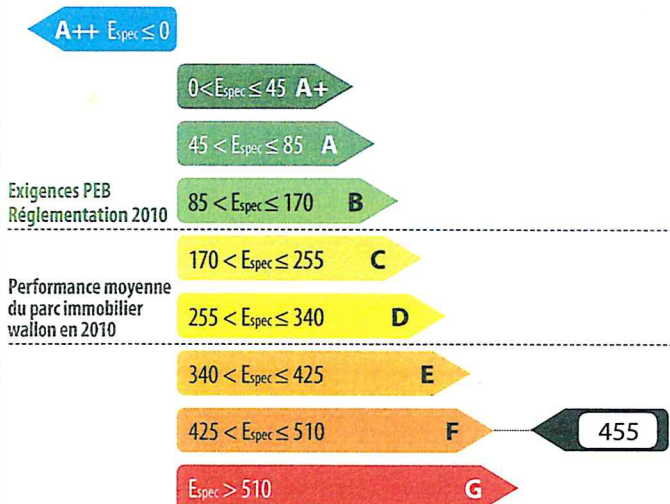 A++ Espec ≤ 0
0 < Espec ≤ 45 A+
45 < Espec ≤ 85 A
Exigences PEB
Réglementation 2010
85 < Espec ≤ 170 B
170 < Espec ≤ 255 C
Performance moyenne
du parc immobilier
wallon en 2010
255 < Espec ≤ 340 D
340 < Espec ≤ 425 E
425 < Espec ≤ 510 F
455
Espec > 510 G